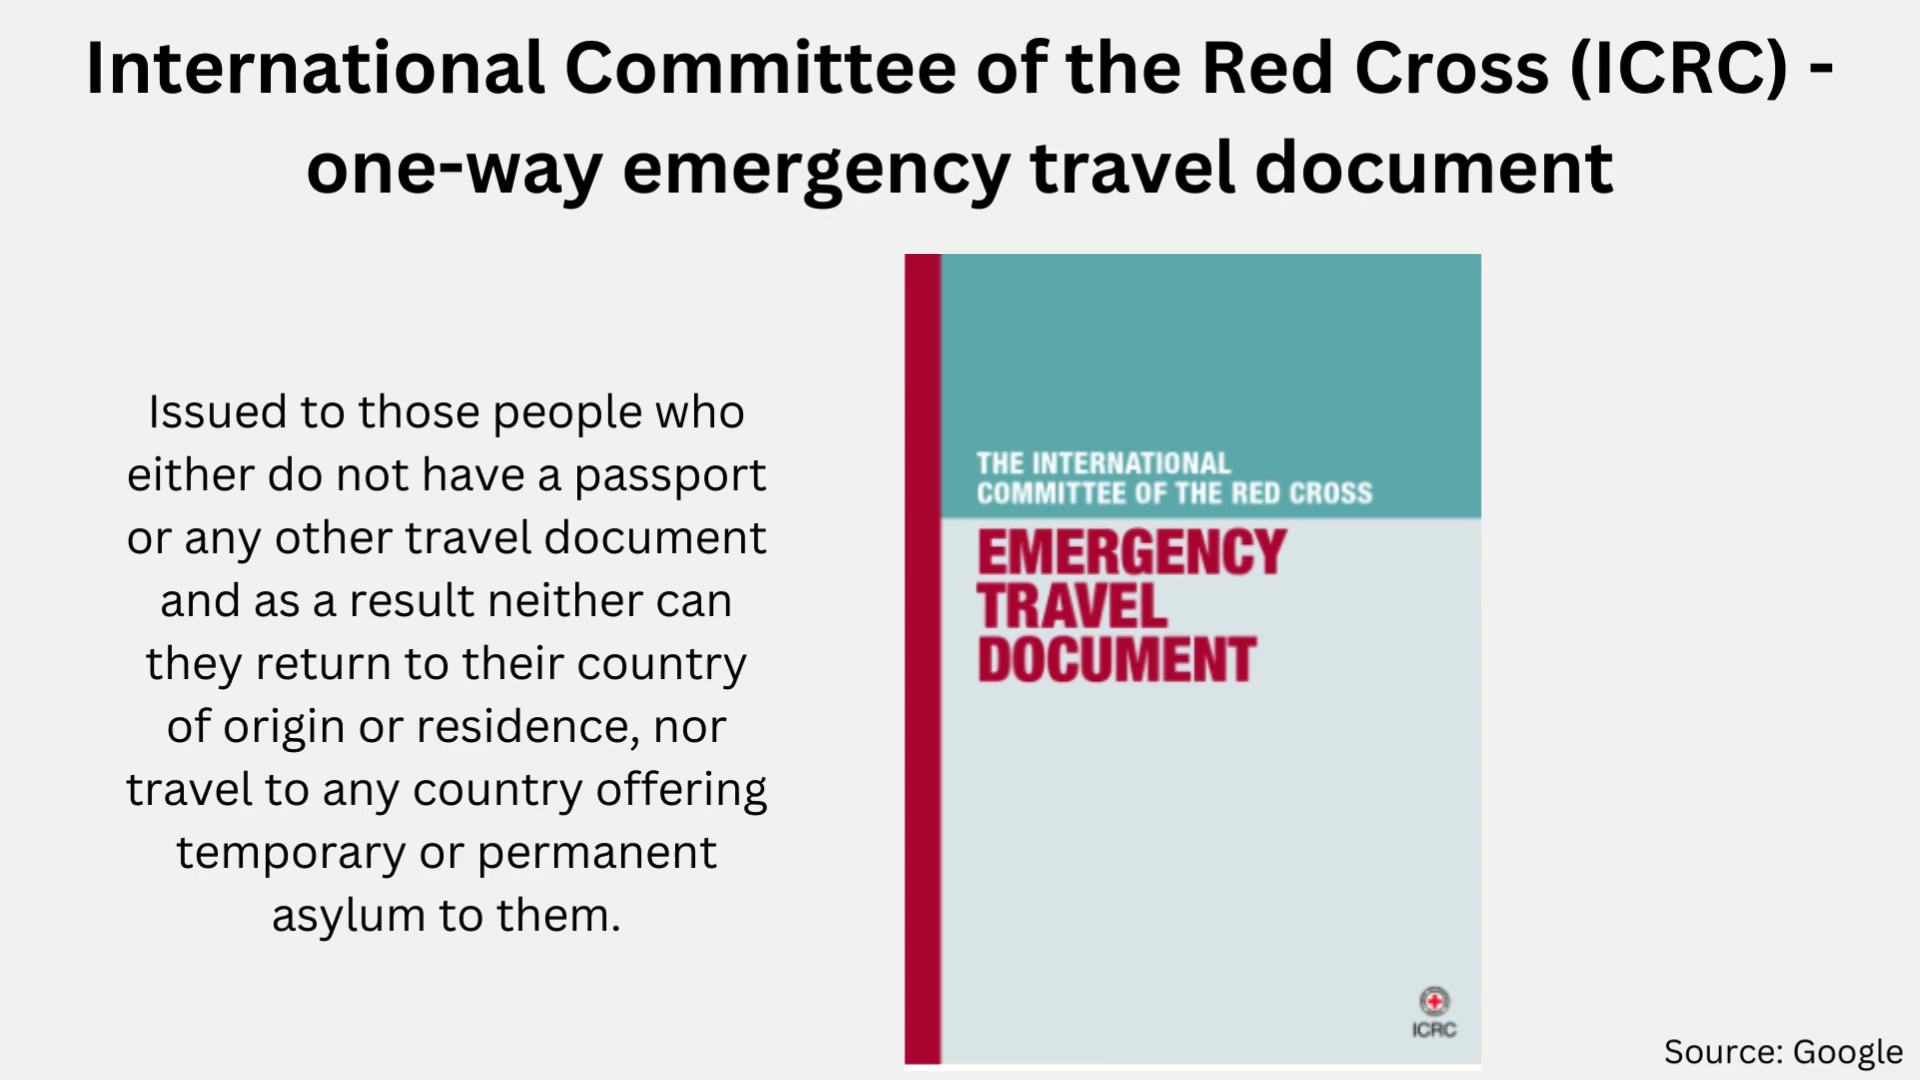 International Committee of the Red Cross (ICRC) -
one-way emergency travel document
Issued to those people who
either do not have a passport
or any other travel document
and as a result neither can
they return to their country
of origin or residence, nor
travel to any country offering
temporary or permanent
asylum to them.
THE INTERNATIONAL
COMMITTEE OF THE RED CROSS
EMERGENCY
TRAVEL
DOCUMENT
ICRC
Source: Google